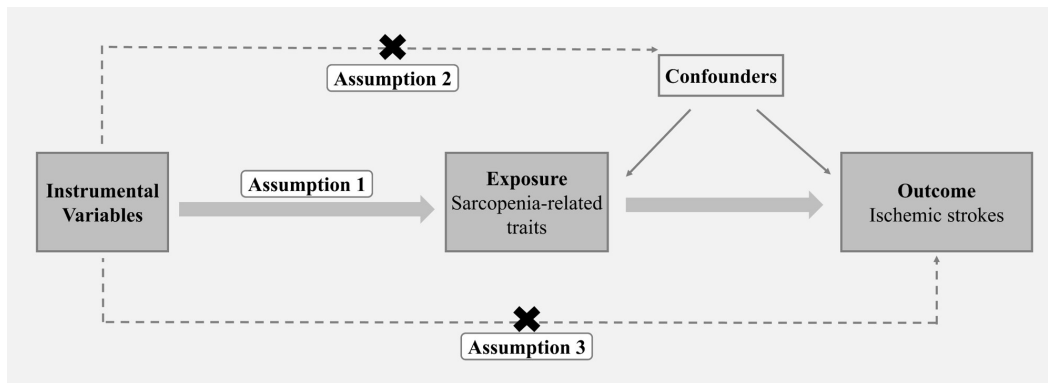 Assumption 2
Confounders
Assumption 1
Instrumental
Variables
Exposure
Sarcopenia-related
traits
Outcome
Ischemic strokes
Assumption 3